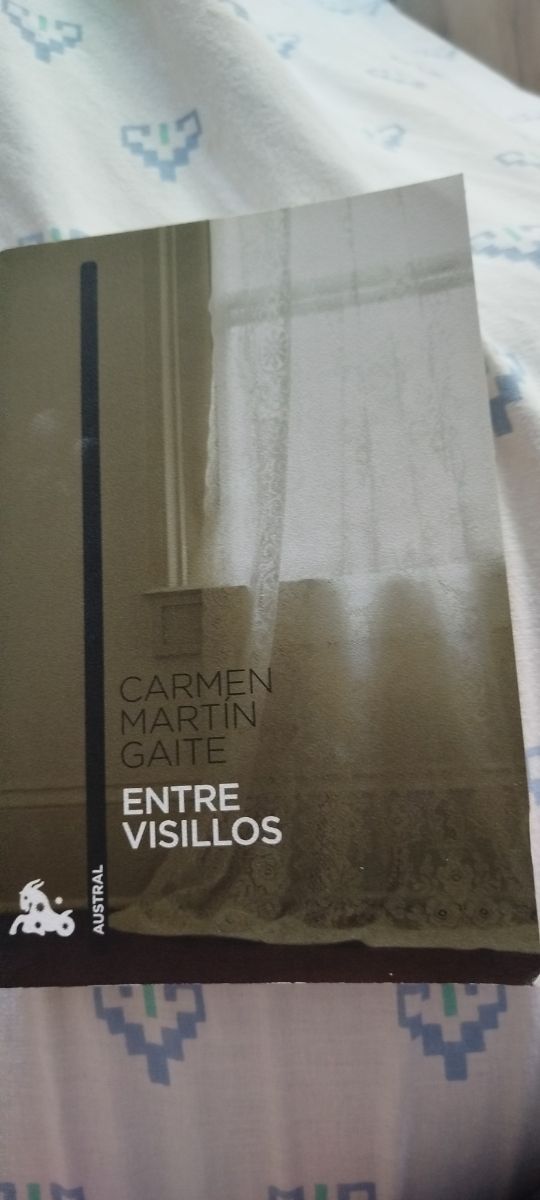 CARMEN
MARTÍN
GAITE
ENTRE
VISILLOS
AUSTRAL